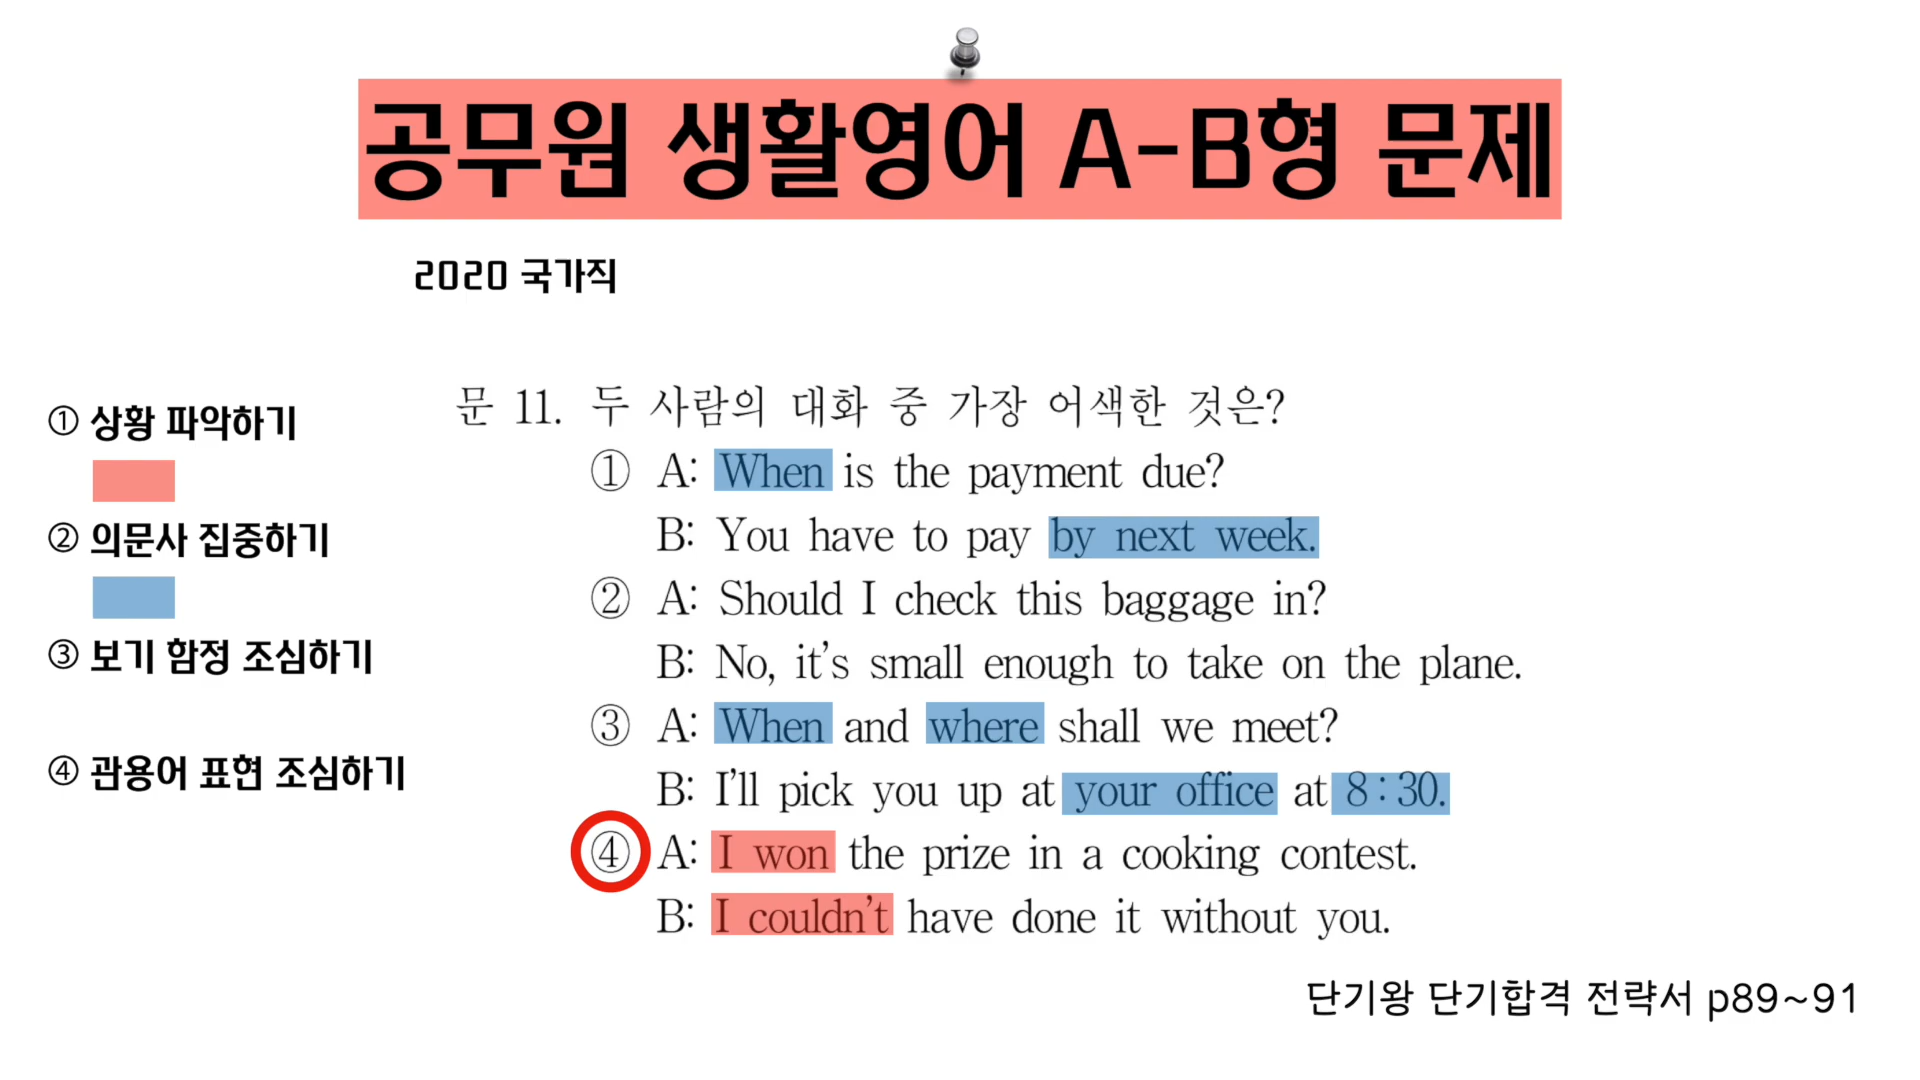 공무원 생활영어 A-B형 문제
2020 국가직
① 상황 파악하기
② 의문사 집중하기
③ 보기 함정 조심하기
④ 관용어 표현 조심하기
문 11. 두 사람의 대화 중 가장 어색한 것은?
① A: When is the payment due?
B: You have to pay by next week.
② A: Should I check this baggage in?
B: No, it's small enough to take on the plane.
③ A: When and where shall we meet?
B: I'll pick you up at your office at 8:30.
④ A: I won the prize in a cooking contest.
B: I couldn't have done it without you.
단기왕 단기합격 전략서 p89~91